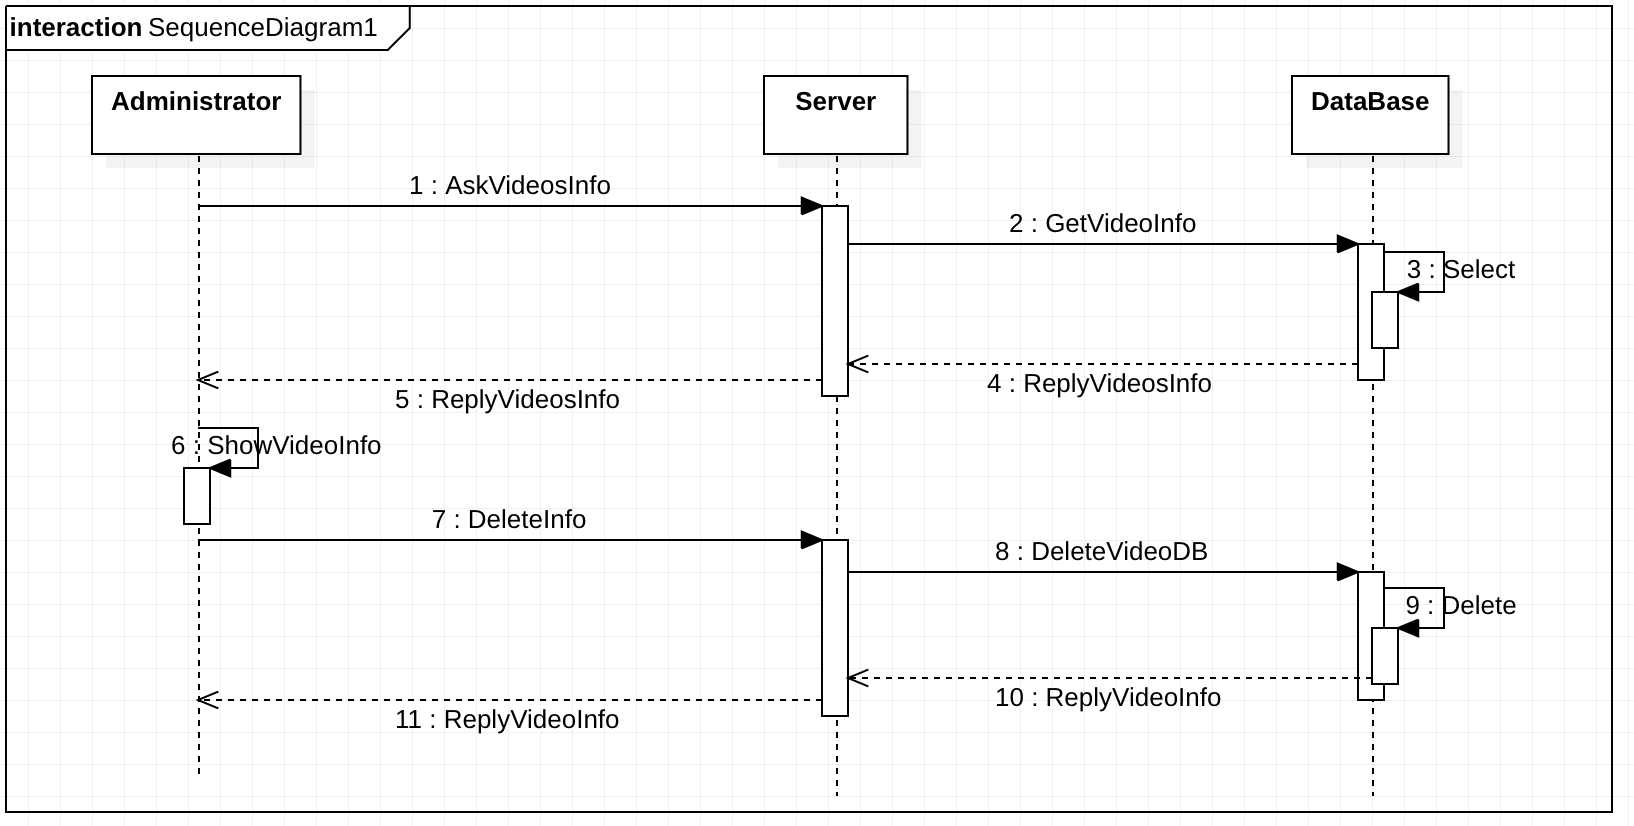 interaction SequenceDiagram1
Administrator
Server
DataBase
1 : AskVideosInfo
2 : GetVideoInfo
3 : Select
4 : ReplyVideosInfo
5 : ReplyVideosInfo
6 : ShowVideoInfo
7 : DeleteInfo
8 : DeleteVideoDB
9 : Delete
10 : ReplyVideoInfo
11 : ReplyVideoInfo